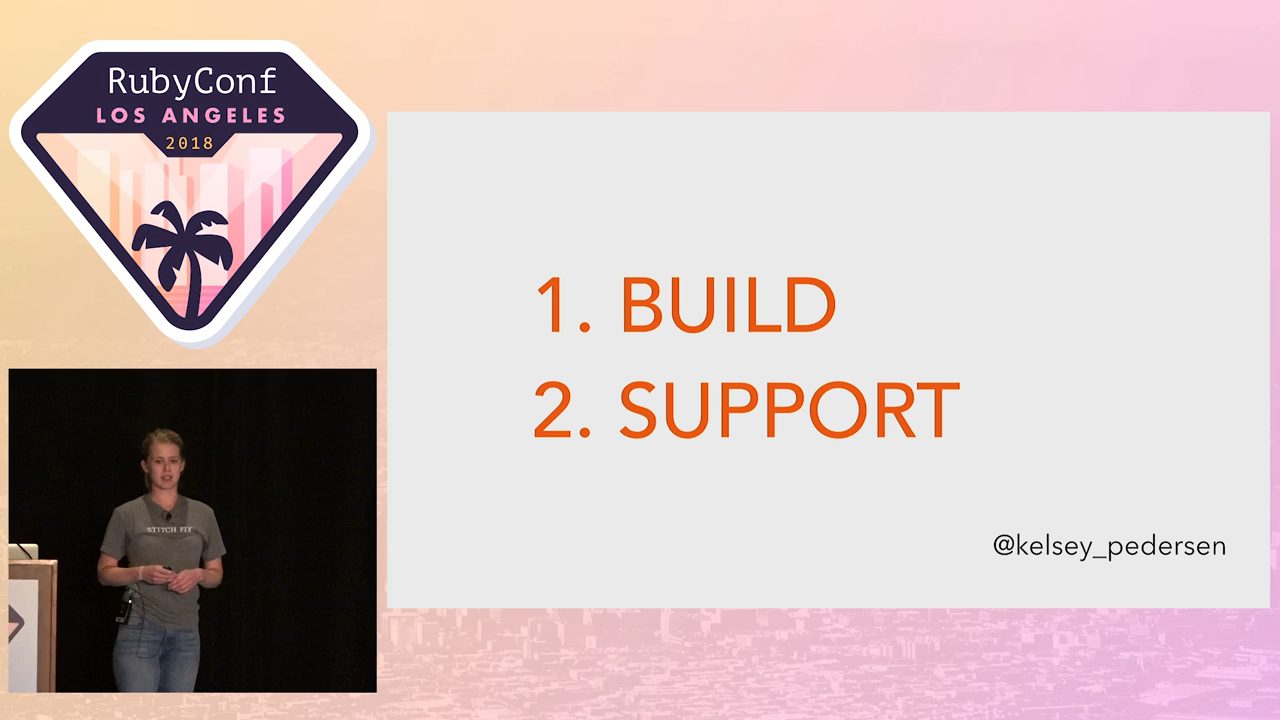 RubyConf
LOS ANGELES
2018
1. BUILD
2. SUPPORT
@kelsey_pedersen
STITCH FIX